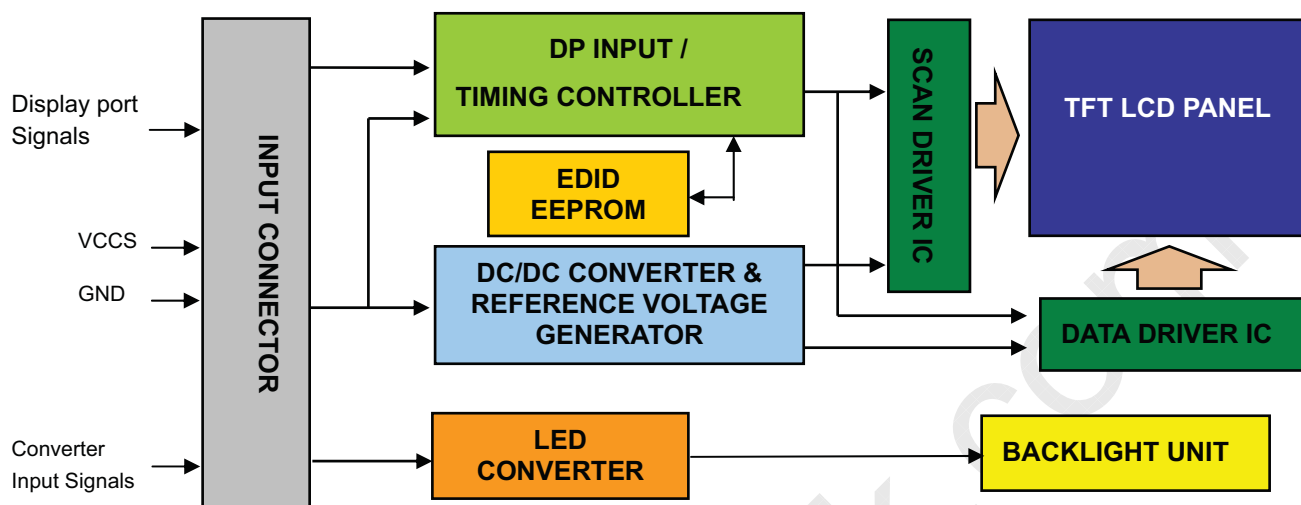 Display port
Signals
VCCS
GND
Converter
Input Signals
INPUT CONNECTOR
DP INPUT /
TIMING CONTROLLER
EDID
EEPROM
DC/DC CONVERTER &
REFERENCE VOLTAGE
GENERATOR
LED
CONVERTER
SCAN DRIVER IC
TFT LCD PANEL
DATA DRIVER IC
BACKLIGHT UNIT